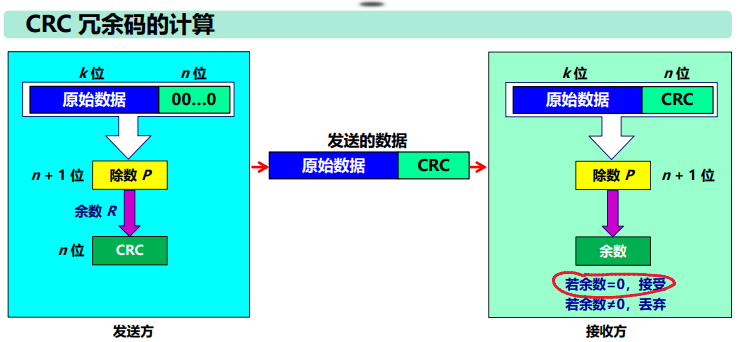 CRC 冗余码的计算
k 位
n 位
原始数据
00…0
n + 1 位
除数 P
余数 R
n 位
CRC
发送方
发送的数据
原始数据
CRC
k 位
n 位
原始数据
CRC
除数 P
n + 1 位
余数
若余数=0，接受
若余数≠0，丢弃
接收方